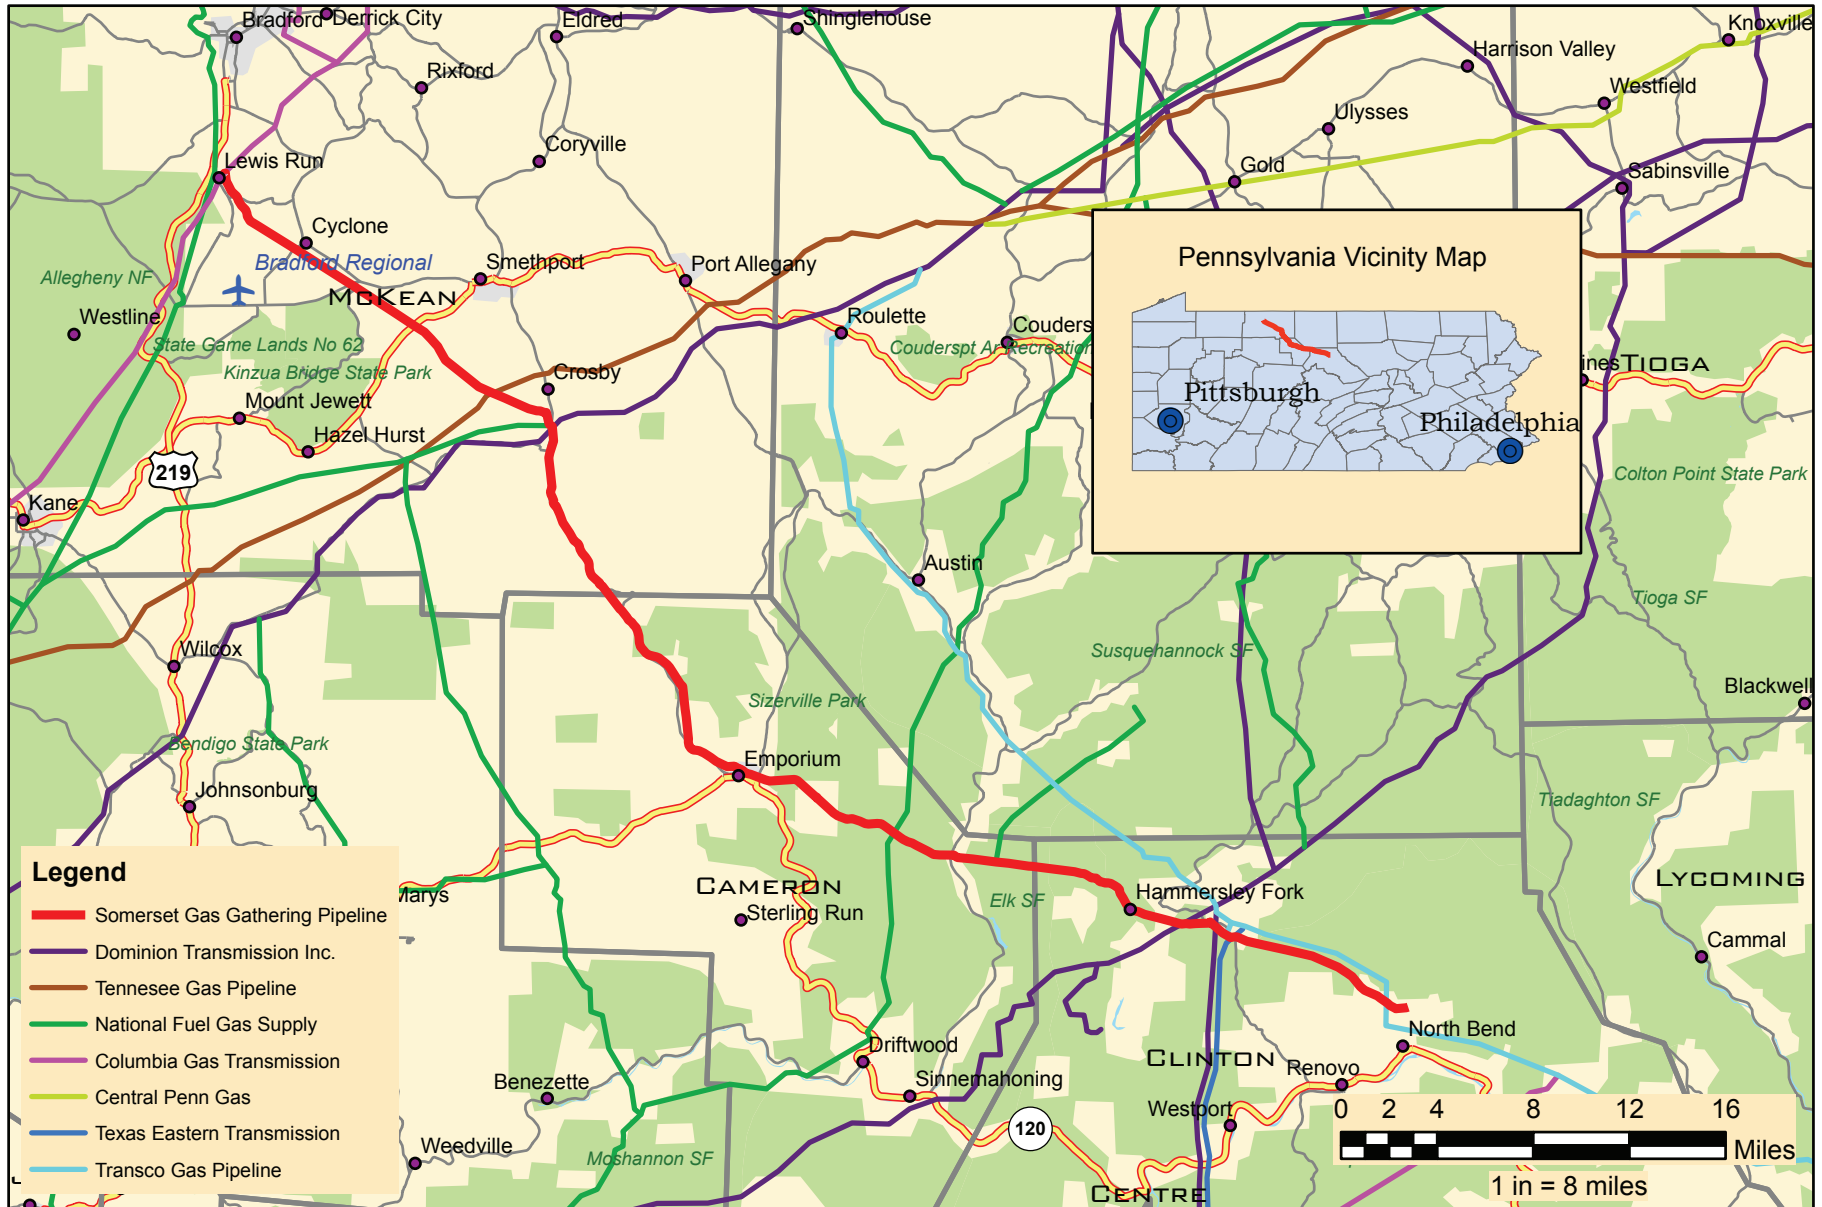 Bradford
Derrick City
Eldred
Shinglehouse
Knoxville
Harrison Valley
Rixford
Westfield
Ulysses
Coryville
Lewis Run
Gold
Sabinsville
Cyclone
Bradford Regional
Smethport
Port Allegany
Allegheny NF
McKean
Westline
Roulette
Couders
State Game Lands No 62
Couderspt Ar Recreation
Kinzua Bridge State Park
Crosby
Mount Jewett
Hazel Hurst
219
Kane
Pennsylvania Vicinity Map
Pittsburgh
Philadelphia
ines
Tioga
Colton Point State Park
Austin
Tioga SF
Susquehannock SF
Wilcox
Blackwell
Sizerville Park
Bendigo State Park
Emporium
Johnsonburg
Tiadaghton SF
Cameron
Sterling Run
Marys
Elk SF
Hammersley Fork
Lycoming
Cammal
Driftwood
Sinnemahoning
Benezette
Weedville
Moshannon SF
120
Clinton
North Bend
Renovo
Westport
Centre
Legend
Somerset Gas Gathering Pipeline
Dominion Transmission Inc.
Tennesee Gas Pipeline
National Fuel Gas Supply
Columbia Gas Transmission
Central Penn Gas
Texas Eastern Transmission
Transco Gas Pipeline
0 2 4 8 12 16
Miles
1 in = 8 miles